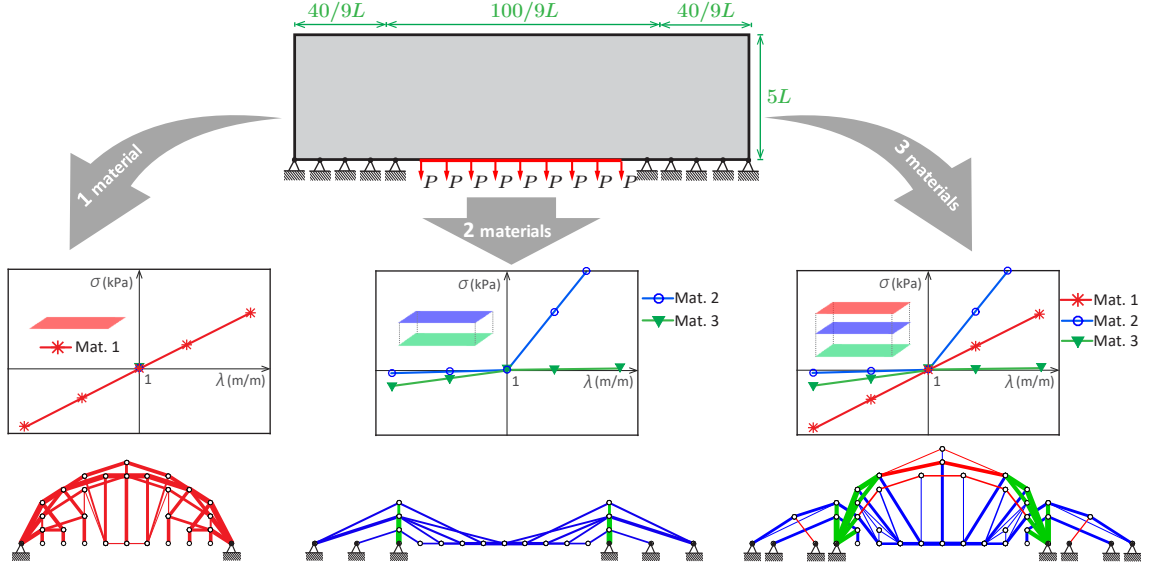 40/9L 100/9L 40/9L
5L
P P P P P P P P P
1 material
2 materials
3 materials
σ (kPa)
Mat. 1
1
λ (m/m)
σ (kPa)
Mat. 2
Mat. 3
1
λ (m/m)
σ (kPa)
Mat. 1
Mat. 2
Mat. 3
1
λ (m/m)